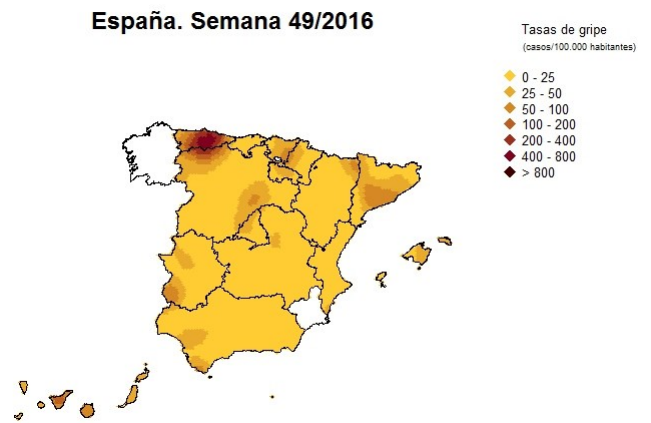 España. Semana 49/2016
Tasas de gripe
(casos/100.000 habitantes)
0 - 25
25 - 50
50 - 100
100 - 200
200 - 400
400 - 800
> 800